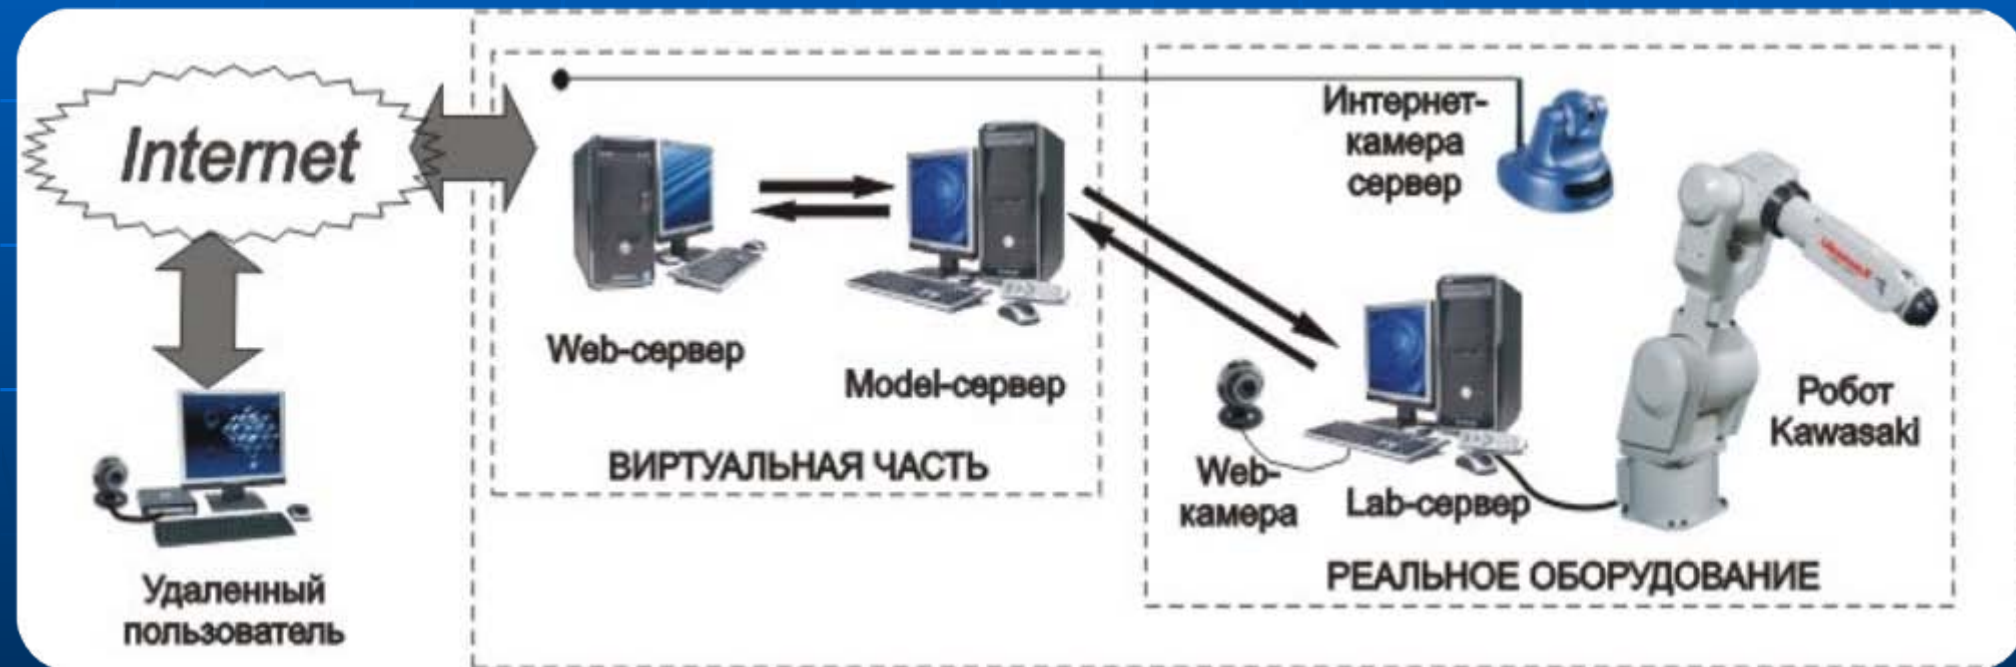 Internet
Удаленный
пользователь
Web-сервер
Model-сервер
ВИРТУАЛЬНАЯ ЧАСТЬ
Интернет-
камера
сервер
Web-
камера
Lab-сервер
Робот
Kawasaki
РЕАЛЬНОЕ ОБОРУДОВАНИЕ